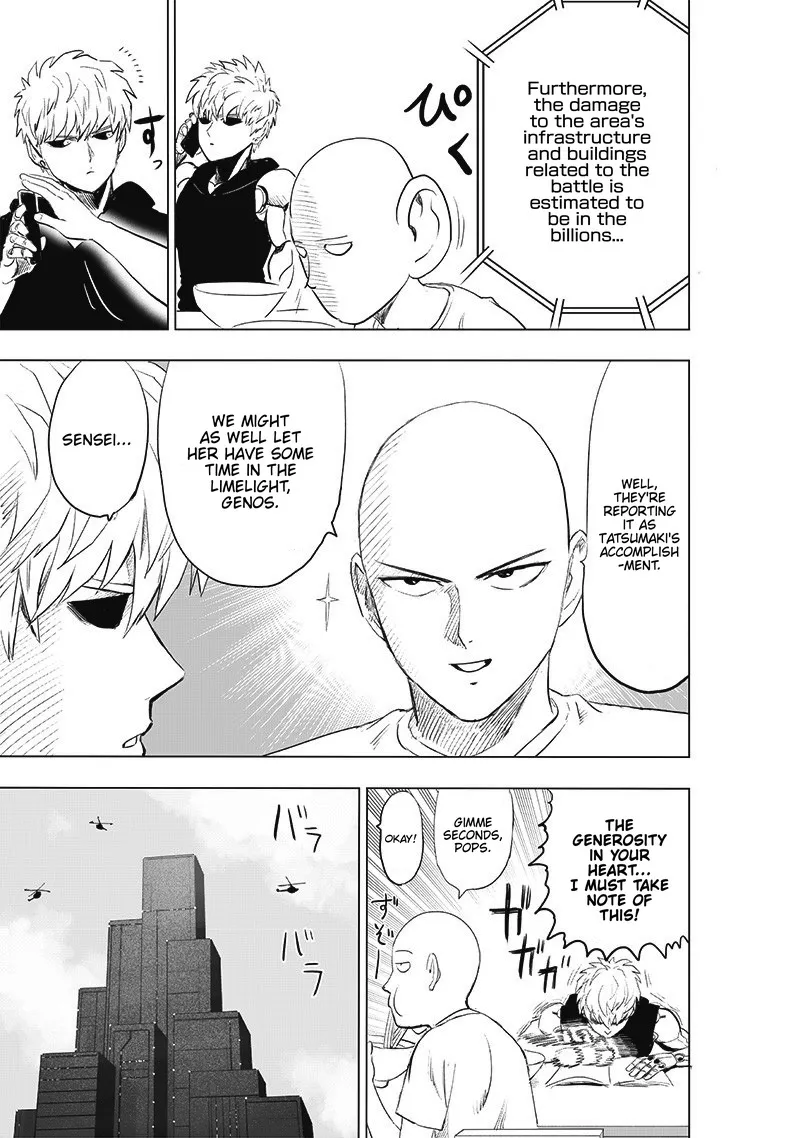 Furthermore,
the damage
to the area's
infrastructure
and buildings
related to the
battle is
estimated to
be in the
billions...
ぴくっ
すっ
WELL,
THEY'RE
REPORTING
IT AS
TATSUMAKI'S
ACCOMPLISH
-MENT.
WE MIGHT
AS WELL LET
HER HAVE SOME
TIME IN THE
LIMELIGHT,
GENOS.
SENSEI...
THE
GENEROSITY
IN YOUR
HEART...
I MUST TAKE
NOTE OF
THIS!
ガガガ
GIMME
SECONDS,
POPS.
OKAY!
ずぞー
バラ
バラ